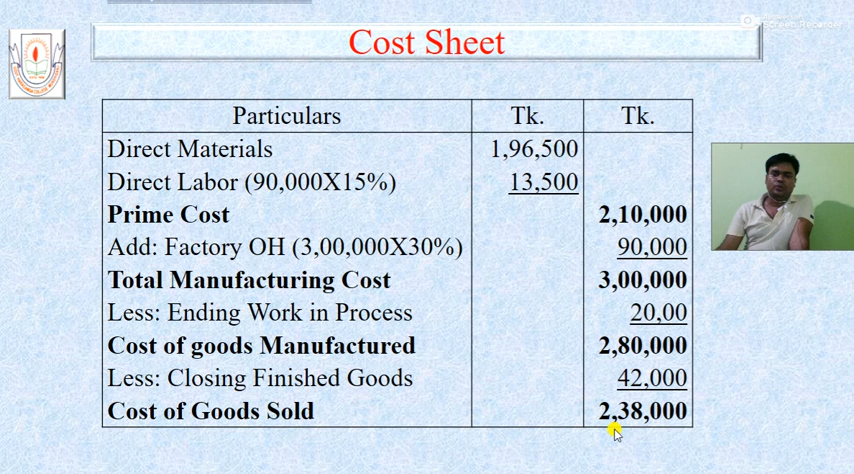 Screen Recorder
Cost Sheet
Particulars Tk. Tk.
Direct Materials 1,96,500
Direct Labor (90,000X15%) 13,500
Prime Cost 2,10,000
Add: Factory OH (3,00,000X30%) 90,000
Total Manufacturing Cost 3,00,000
Less: Ending Work in Process 20,00
Cost of goods Manufactured 2,80,000
Less: Closing Finished Goods 42,000
Cost of Goods Sold 2,38,000